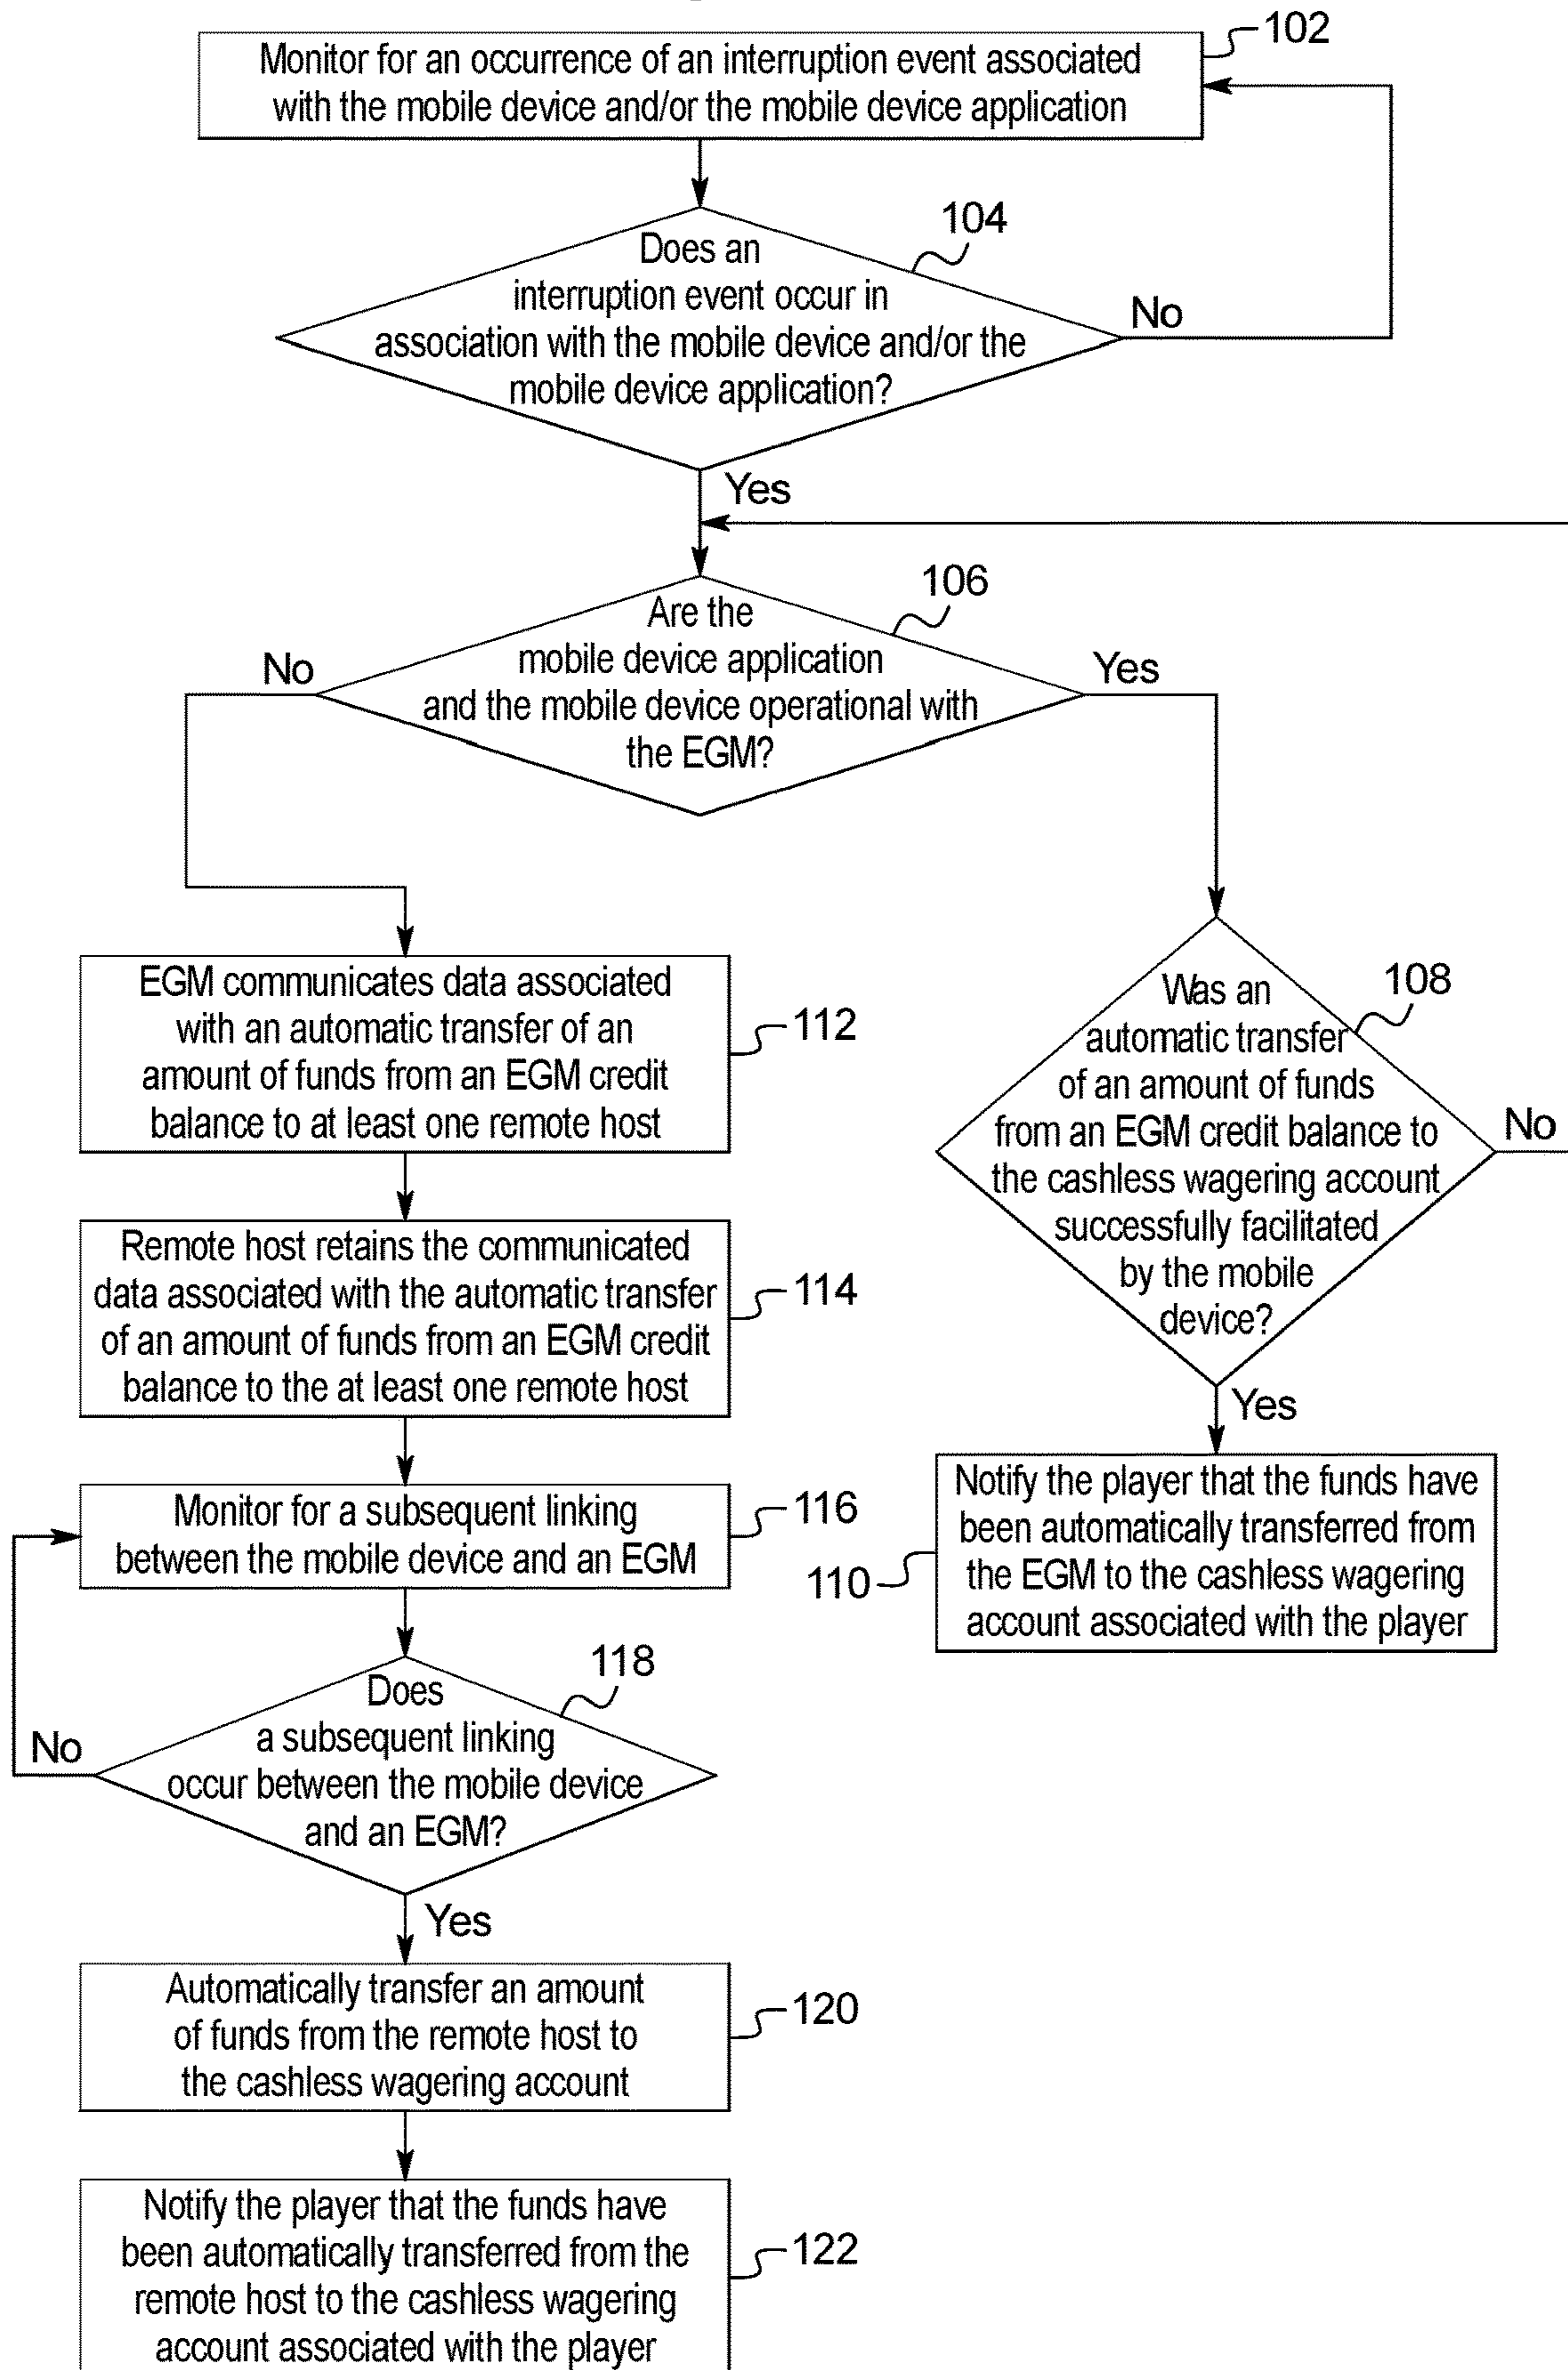 102
Monitor for an occurrence of an interruption event associated
with the mobile device and/or the mobile device application
104
Does an
interruption event occur in
association with the mobile device and/or the
mobile device application?
No
Yes
106
Are the
mobile device application
and the mobile device operational with
the EGM?
No
Yes
EGM communicates data associated
with an automatic transfer of an
amount of funds from an EGM credit
balance to at least one remote host
112
108
Was an
automatic transfer
of an amount of funds
from an EGM credit balance to
the cashless wagering account
successfully facilitated
by the mobile
device?
No
Yes
Remote host retains the communicated
data associated with the automatic transfer
of an amount of funds from an EGM credit
balance to the at least one remote host
114
Notify the player that the funds have
been automatically transferred from
the EGM to the cashless wagering
account associated with the player
110
Monitor for a subsequent linking
between the mobile device and an EGM
116
118
Does
a subsequent linking
occur between the mobile device
and an EGM?
No
Yes
Automatically transfer an amount
of funds from the remote host to
the cashless wagering account
120
Notify the player that the funds have
been automatically transferred from the
remote host to the cashless wagering
account associated with the player
122